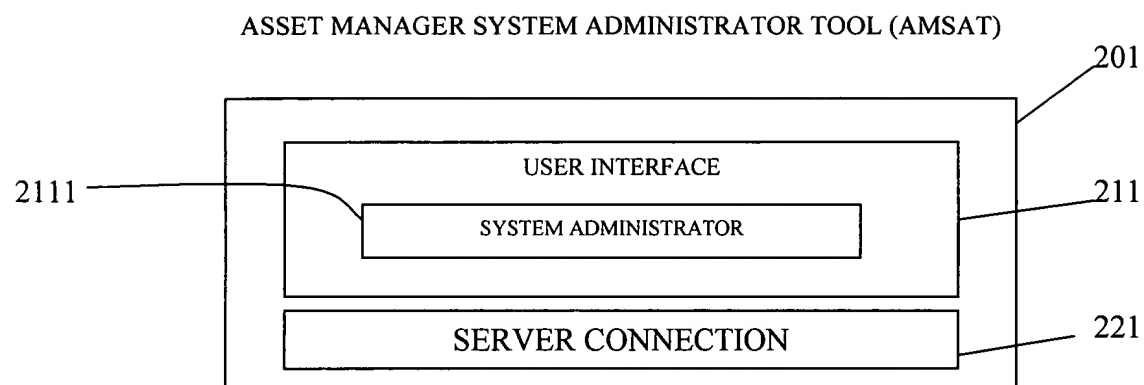 ASSET MANAGER SYSTEM ADMINISTRATOR TOOL (AMSAT)
201
USER INTERFACE
2111
211
SYSTEM ADMINISTRATOR
SERVER CONNECTION
221